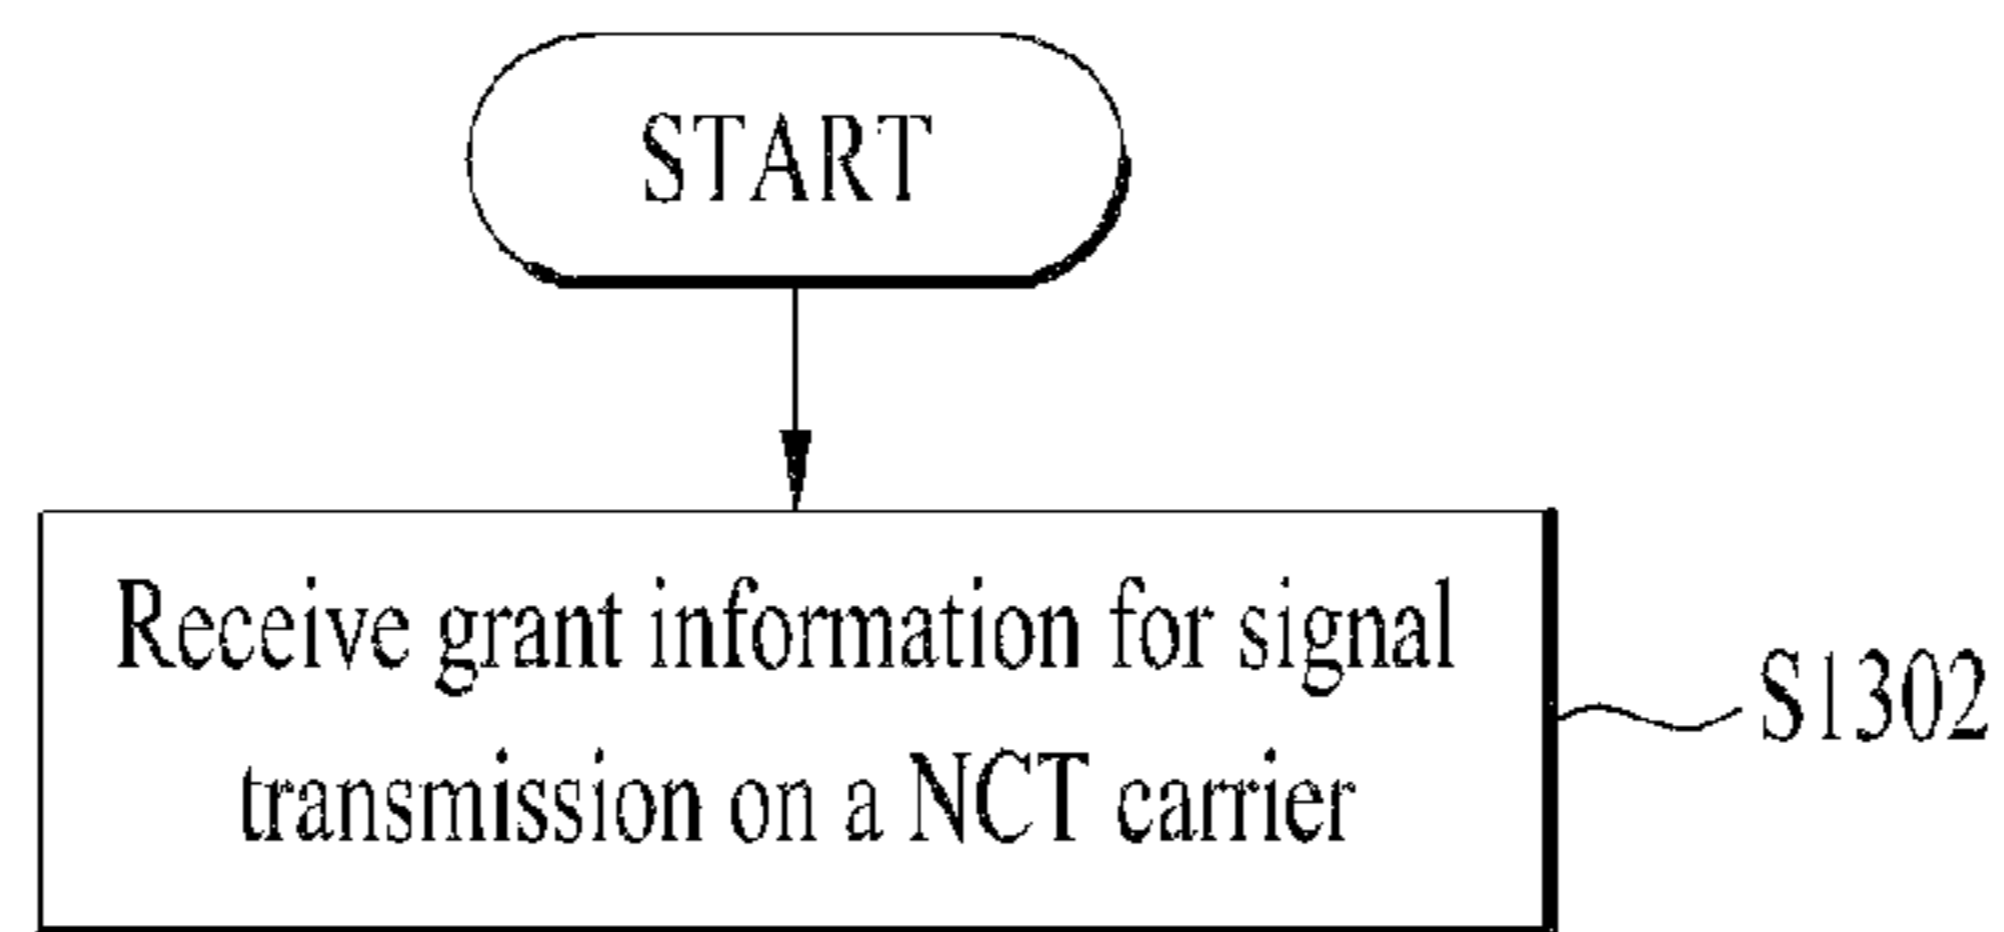 START
Receive grant information for signal
transmission on a NCT carrier
S1302